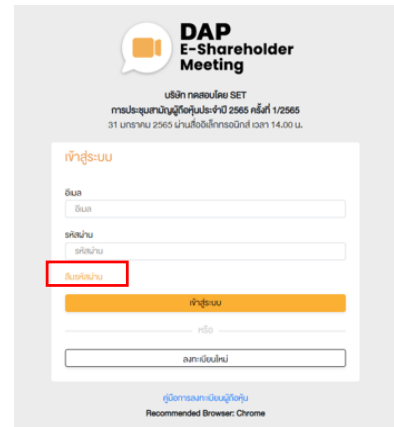 DAP
E-Shareholder
Meeting
บริษัท ทดสอบโดย SET
การประชุมสามัญผู้ถือหุ้นประจำปี 2565 ครั้งที่ 1/2565
31 มกราคม 2565 ผ่านสื่ออิเล็กทรอนิกส์ เวลา 14.00 น.
เข้าสู่ระบบ
อีเมล
อีเมล
รหัสผ่าน
รหัสผ่าน
ลืมรหัสผ่าน
เข้าสู่ระบบ
หรือ
ลงทะเบียนใหม่
คู่มือการลงทะเบียนผู้ถือหุ้น
Recommended Browser: Chrome